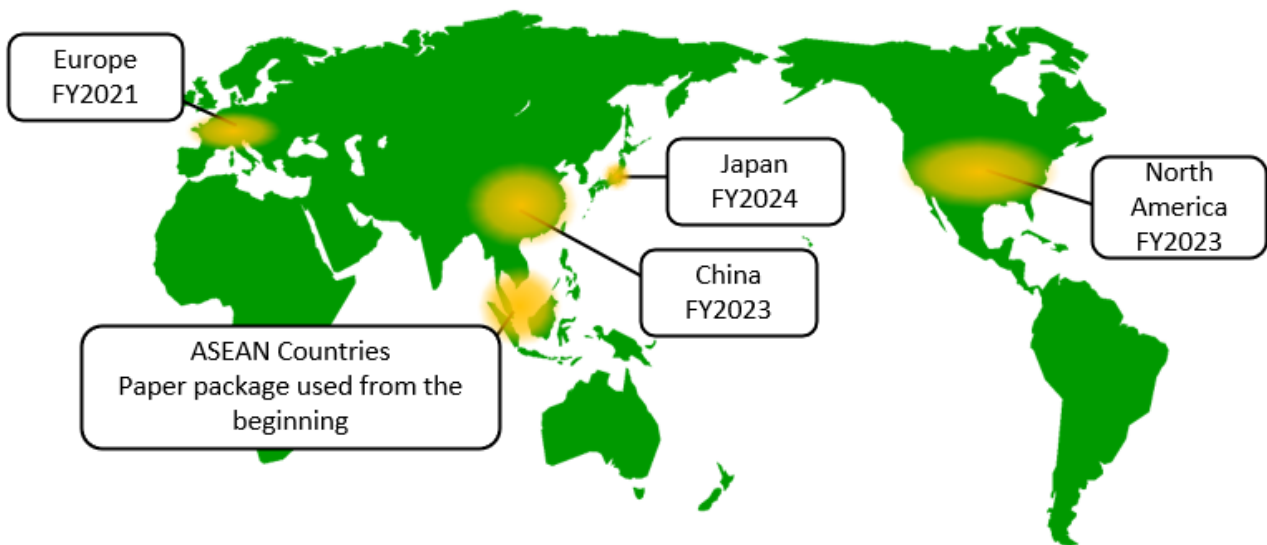 Europe
FY2021
Japan
FY2024
North
America
FY2023
China
FY2023
ASEAN Countries
Paper package used from the
beginning